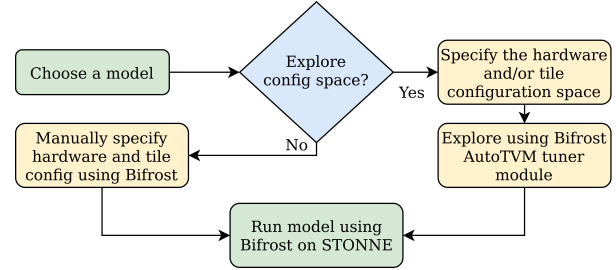 Choose a model
Explore
config space?
Yes
Specify the hardware
and/or tile
configuration space
No
Manually specify
hardware and tile
config using Bifrost
Explore using Bifrost
AutoTVM tuner
module
Run model using
Bifrost on STONNE